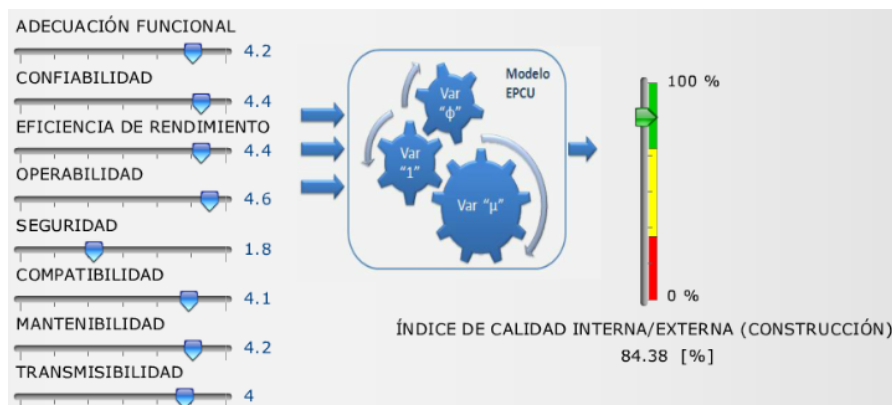 ADECUACIÓN FUNCIONAL
4.2
CONFIABILIDAD
4.4
EFICIENCIA DE RENDIMIENTO
4.4
OPERABILIDAD
4.6
SEGURIDAD
1.8
COMPATIBILIDAD
4.1
MANTENIBILIDAD
4.2
TRANSMISIBILIDAD
4
Modelo
EPCU
Var
"ϕ"
Var
"1"
Var "μ"
100 %
0 %
ÍNDICE DE CALIDAD INTERNA/EXTERNA (CONSTRUCCIÓN)
84.38 [%]